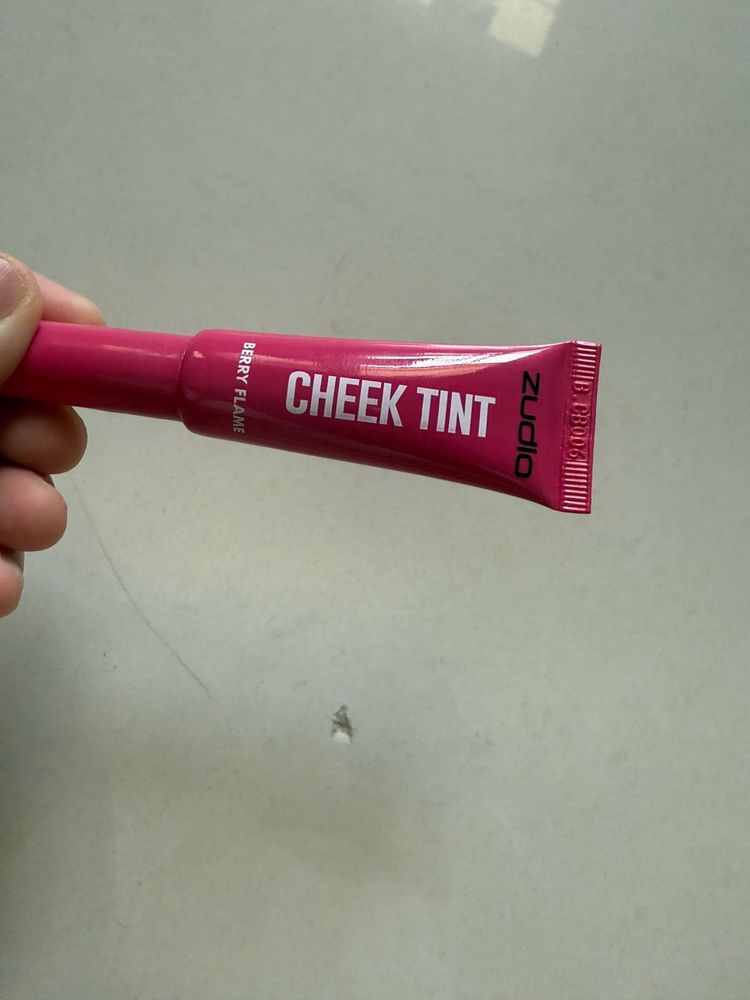 BERRY FLAME
CHEEK TINT
zudio
B. CB006